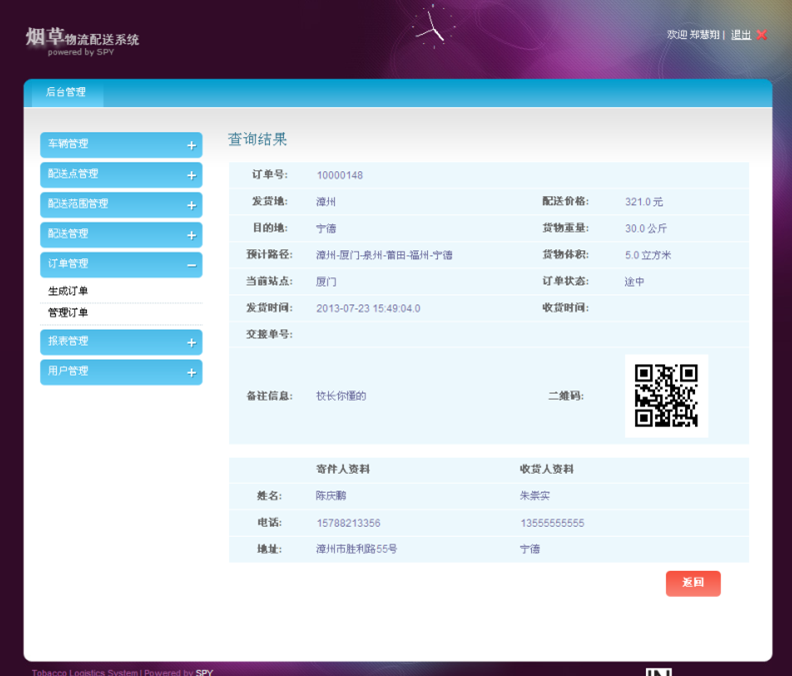 烟草物流配送系统
powered by SPY
欢迎 郑慧翔 | 退出
后台管理
车辆管理
配送点管理
配送范围管理
配送管理
订单管理
生成订单
管理订单
报表管理
用户管理
查询结果
订单号: 10000148
发货地: 漳州 配送价格: 321.0 元
目的地: 宁德 货物重量: 30.0 公斤
预计路径: 漳州-厦门-泉州-莆田-福州-宁德 货物体积: 5.0 立方米
当前站点: 厦门 订单状态: 途中
发货时间: 2013-07-23 15:49:04.0 收货时间:
交接单号:
备注信息: 校长你懂的 二维码:
寄件人资料 收货人资料
姓名: 陈庆鹏 朱崇实
电话: 15788213356 13555555555
地址: 漳州市胜利路55号 宁德
返回
Tobacco Logistics System | Powered by SPY